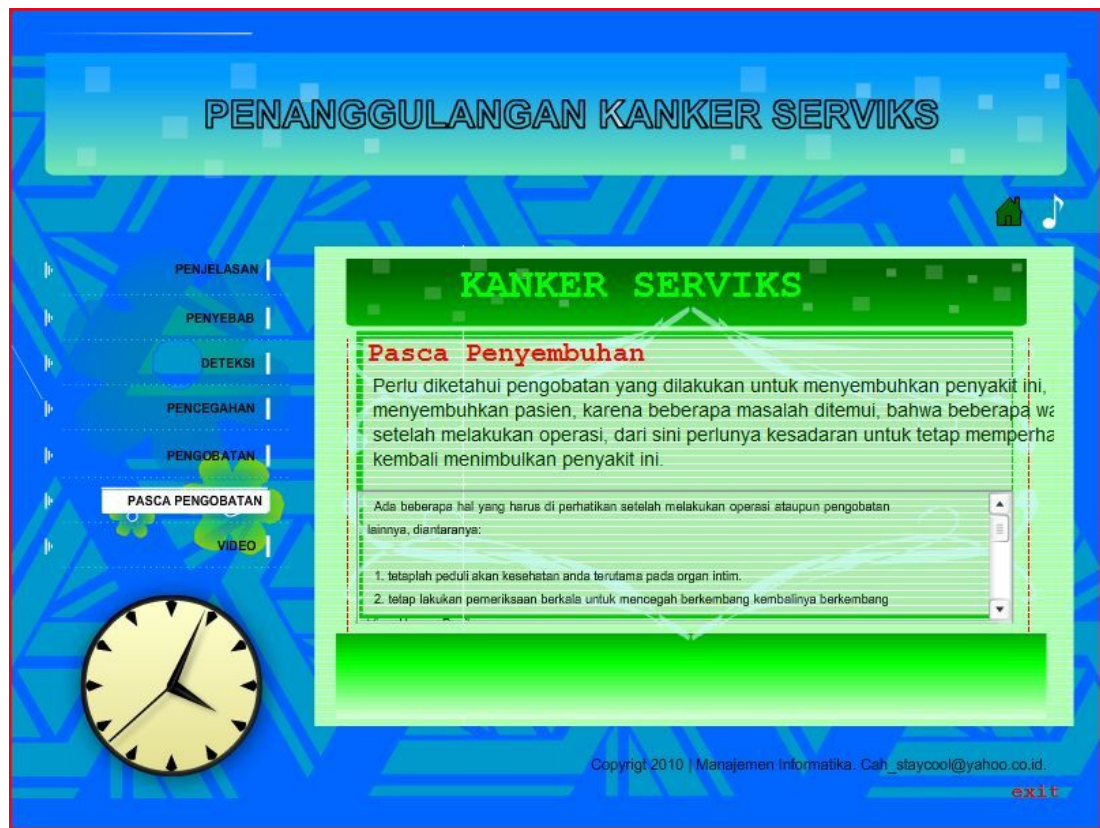 PENANGGULANGAN KANKER SERVIKS
PENJELASAN
PENYEBAB
DETEKSI
PENCEGAHAN
PENGOBATAN
PASCA PENGOBATAN
VIDEO
KANKER SERVIKS
Pasca Penyembuhan
Perlu diketahui pengobatan yang dilakukan untuk menyembuhkan penyakit ini,
menyembuhkan pasien, karena beberapa masalah ditemui, bahwa beberapa wa
setelah melakukan operasi, dari sini perlunya kesadaran untuk tetap memperha
kembali menimbulkan penyakit ini.
Ada beberapa hal yang harus di perhatikan setelah melakukan operasi ataupun pengobatan
lainnya, diantaranya:
1. tetaplah peduli akan kesehatan anda terutama pada organ intim.
2. tetap lakukan pemeriksaan berkala untuk mencegah berkembang kembalinya berkembang
Copyrigt 2010 | Manajemen Informatika. Cah_staycool@yahoo.co.id.
exit